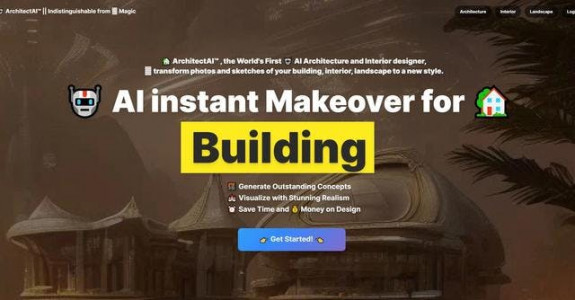 ArchitectAI™ || Indistinguishable from Magic
Architecture Interior Landscape
ArchitectAI™, the World's First AI Architecture and Interior designer,
transform photos and sketches of your building, interior, landscape to a new style.
AI instant Makeover for
Building
Generate Outstanding Concepts
Visualize with Stunning Realism
Save Time and Money on Design
Get Started!